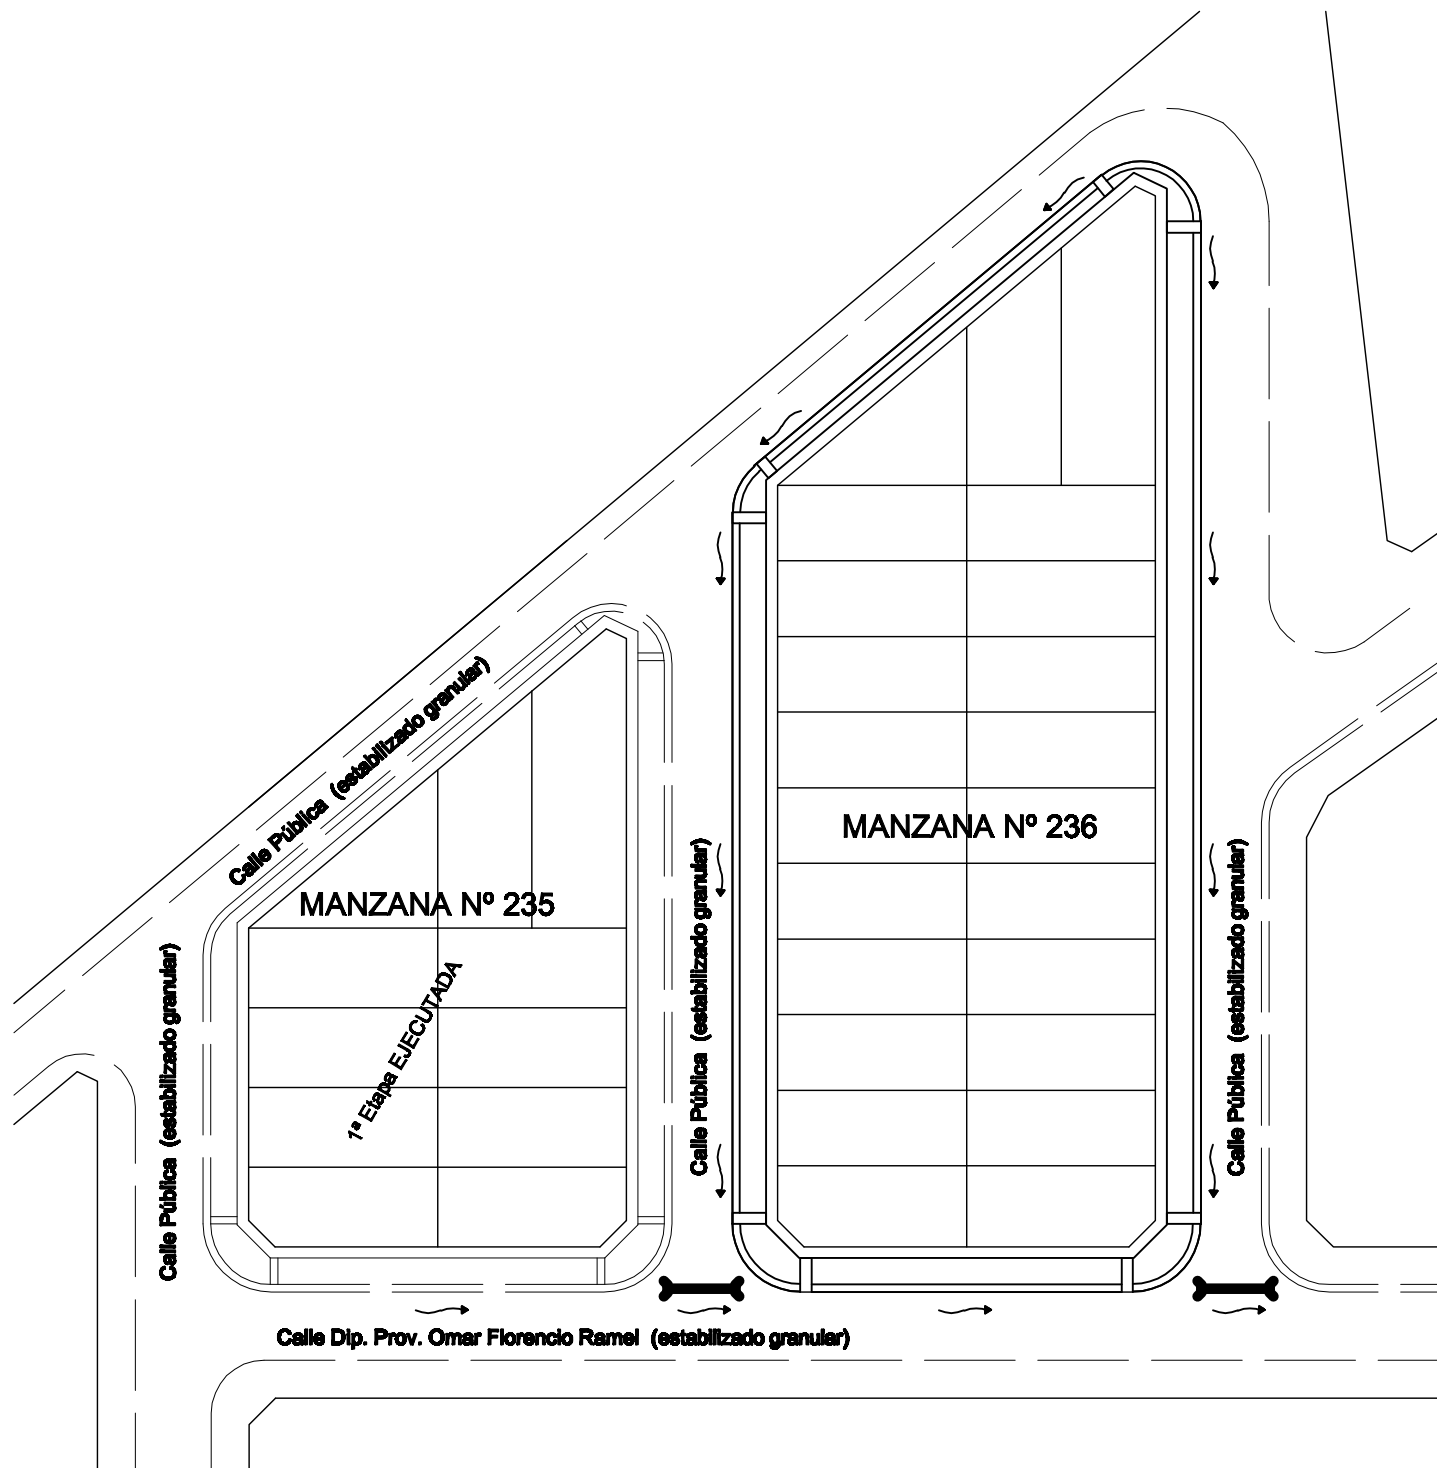 MANZANA Nº 236
Calle Pública (estabilizado granular)
MANZANA Nº 235
1ª Etapa EJECUTADA
Calle Pública (estabilizado granular)
Calle Pública (estabilizado granular)
Calle Pública (estabilizado granular)
Calle Dip. Prov. Omar Florencio Ramel (estabilizado granular)